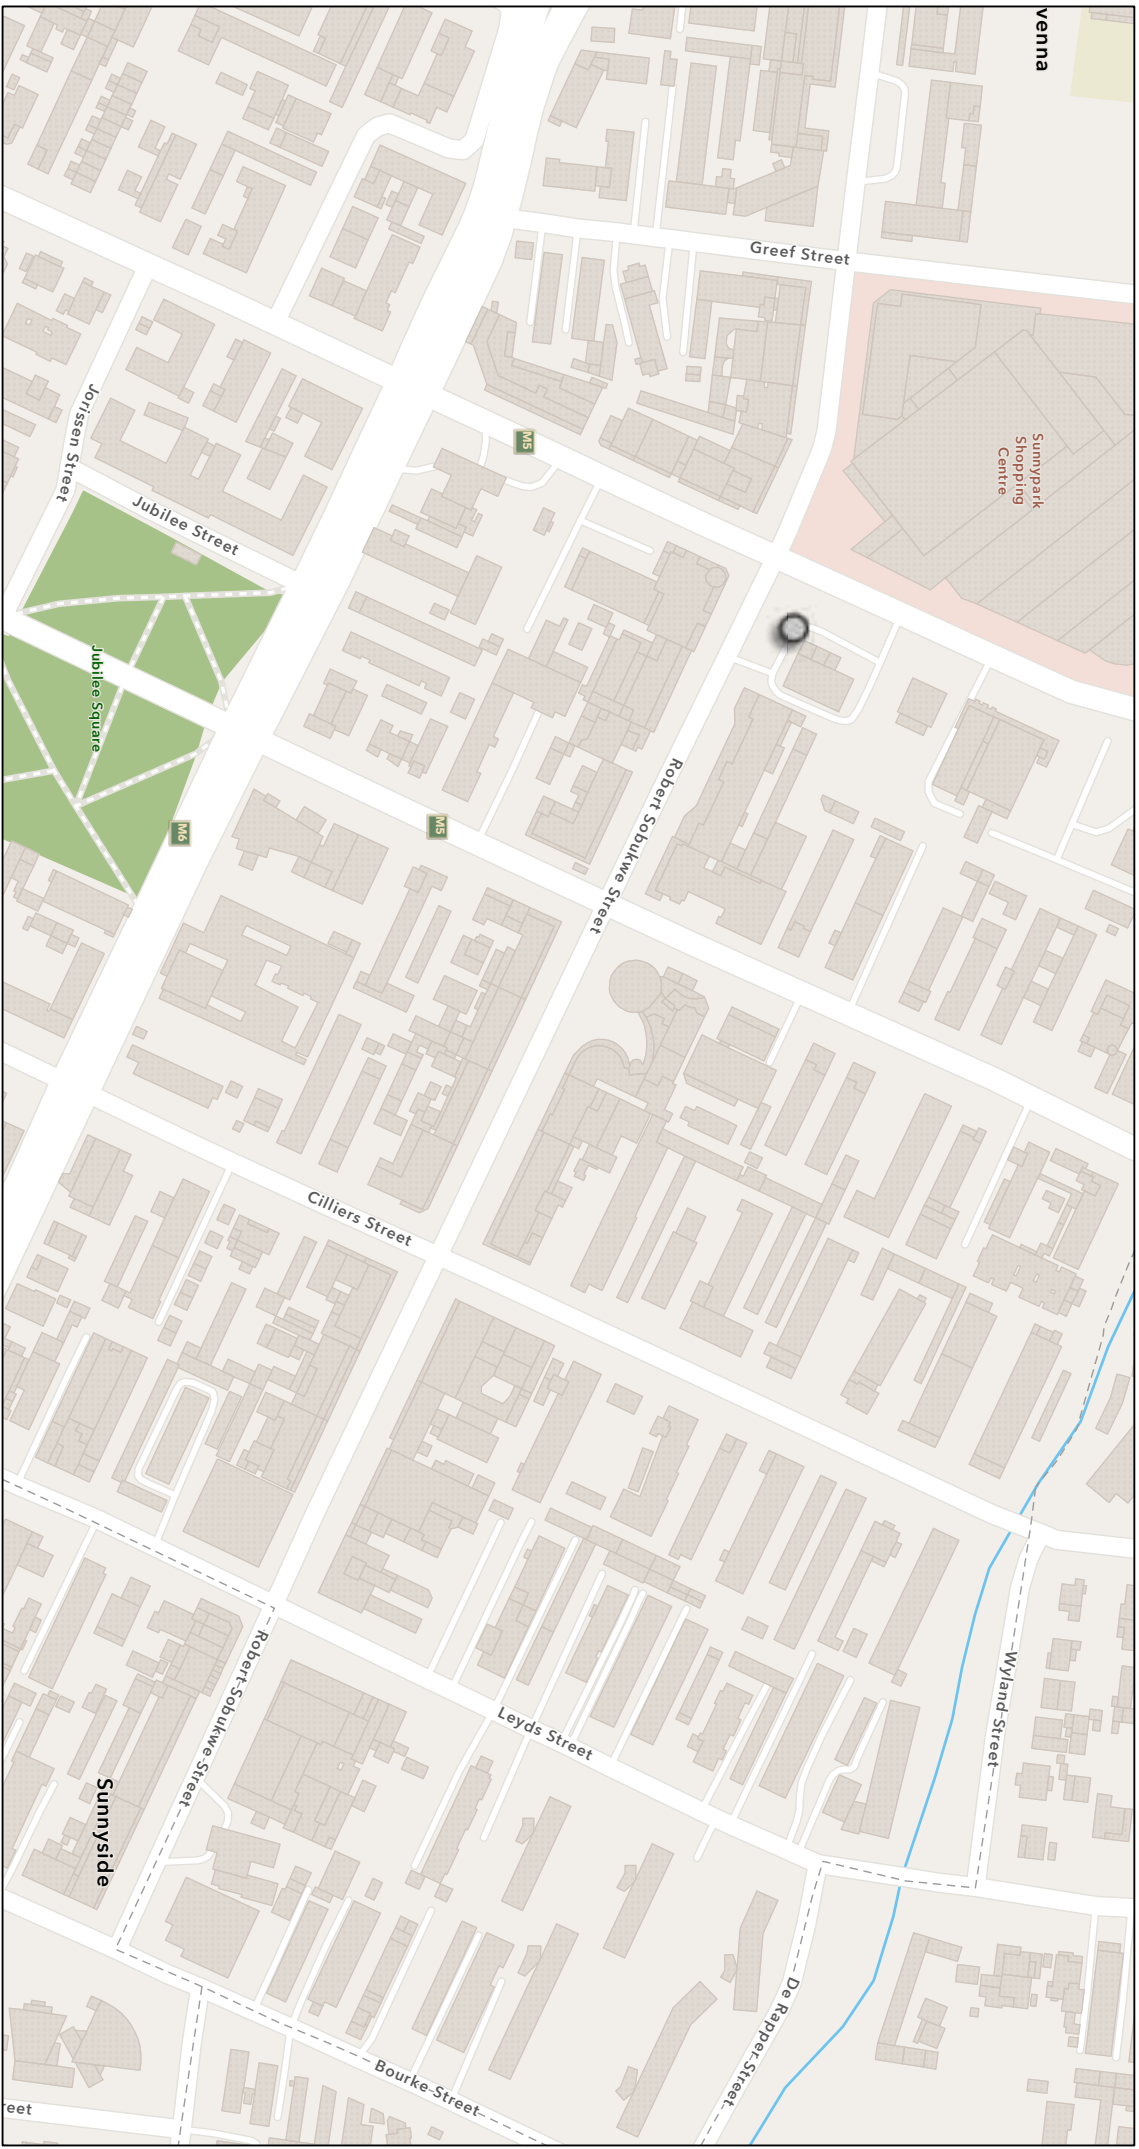 venna
Greef Street
Sunnypark
Shopping
Centre
Jorissen Street
M5
Jubilee Street
Jubilee Square
Robert Sobukwe Street
M5
M6
Cilliers Street
Robert Sobukwe Street
Wyland Street
Leyds Street
Sunnyside
De Rapper Street
Bourke Street
reet